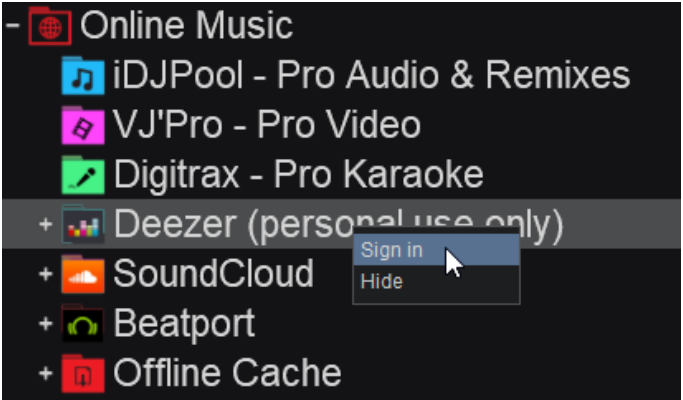 Online Music
iDJPool - Pro Audio & Remixes
VJ'Pro - Pro Video
Digitrax - Pro Karaoke
Deezer (personal use only)
Sign in
SoundCloud
Hide
Beatport
Offline Cache